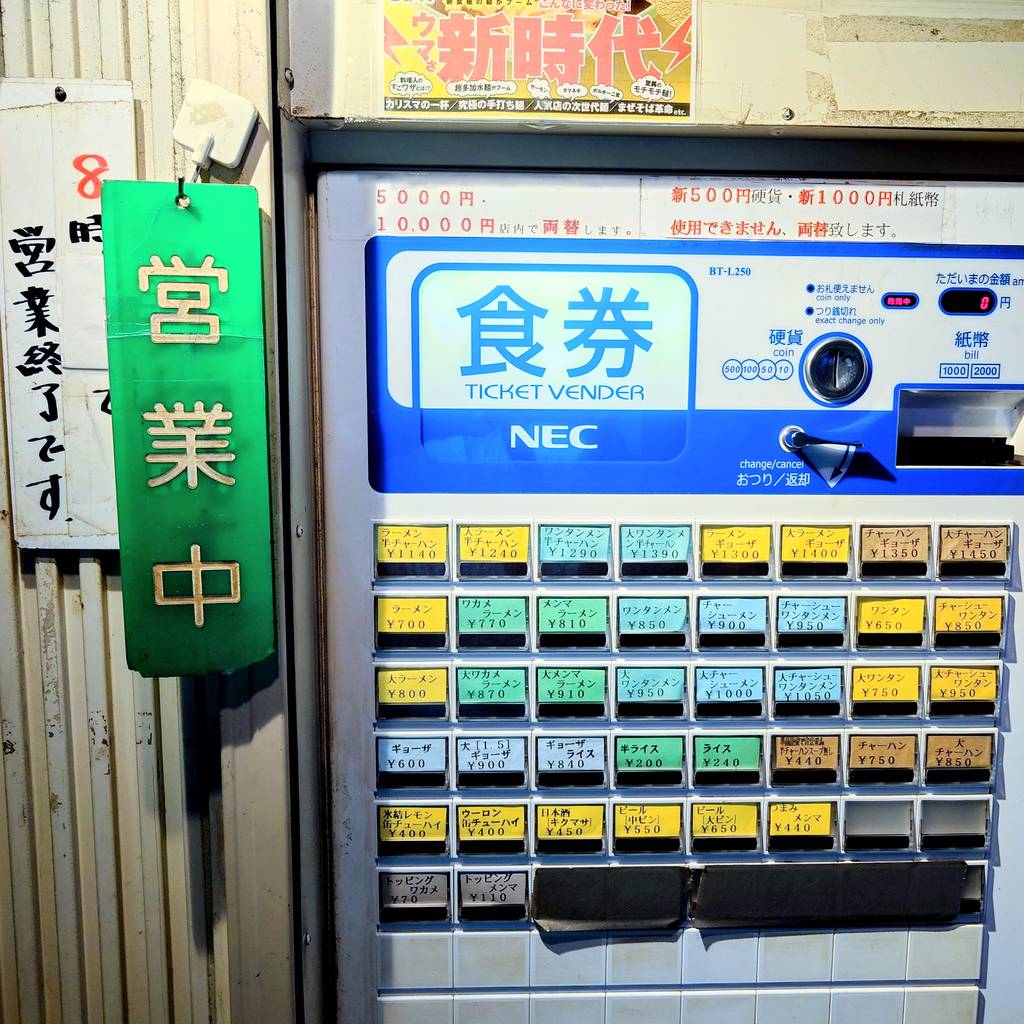 新時代
カリスマの一杯/究極の手打ち麺/人気店の次世代麺/まぜそば革命etc.
8
時
営業終了です.
営業中
5000円・
10,000円店内で両替します。
新500円硬貨・新1000円札紙幣
使用できません、両替致します。
食券
TICKET VENDER
NEC
BT-L250
お札使えません
coin only
つり銭切れ
exact change only
発売中
ただいまの金額 am
0 円
硬貨
coin
500 100 50 10
紙幣
bill
1000 2000
change/cancel
おつり/返却
ラーメン
半チャーハン
¥1140
大ラーメン
半チャーハン
¥1240
ワンタンメン
半チャーハン
¥1290
大ワンタンメン
半チャーハン
¥1390
ラーメン
ギョーザ
¥1300
大ラーメン
ギョーザ
¥1400
チャーハン
ギョーザ
¥1350
大チャーハン
ギョーザ
¥1450
ラーメン
¥700
ワカメ
ラーメン
¥770
メンマ
ラーメン
¥810
ワンタンメン
¥850
チャー
シューメン
¥900
チャーシュー
ワンタンメン
¥950
ワンタン
¥650
チャーシュー
ワンタン
¥850
大ラーメン
¥800
大ワカメ
ラーメン
¥870
大メンマ
ラーメン
¥910
大
ワンタンメン
¥950
大チャー
シューメン
¥1000
大チャーシュー
ワンタンメン
¥1050
大ワンタン
¥750
大チャーシュー
ワンタン
¥950
ギョーザ
¥600
大[1.5]
ギョーザ
¥900
ギョーザ
ライス
¥840
半ライス
¥200
ライス
¥240
半チャーハンスープ無し
¥440
チャーハン
¥750
大
チャーハン
¥850
氷結レモン
缶チューハイ
¥400
ウーロン
缶チューハイ
¥400
日本酒
[キクマサ]
¥450
ビール
[中ビン]
¥550
ビール
[大ビン]
¥650
つまみ
メンマ
¥440
トッピング
ワカメ
¥70
トッピング
メンマ
¥110